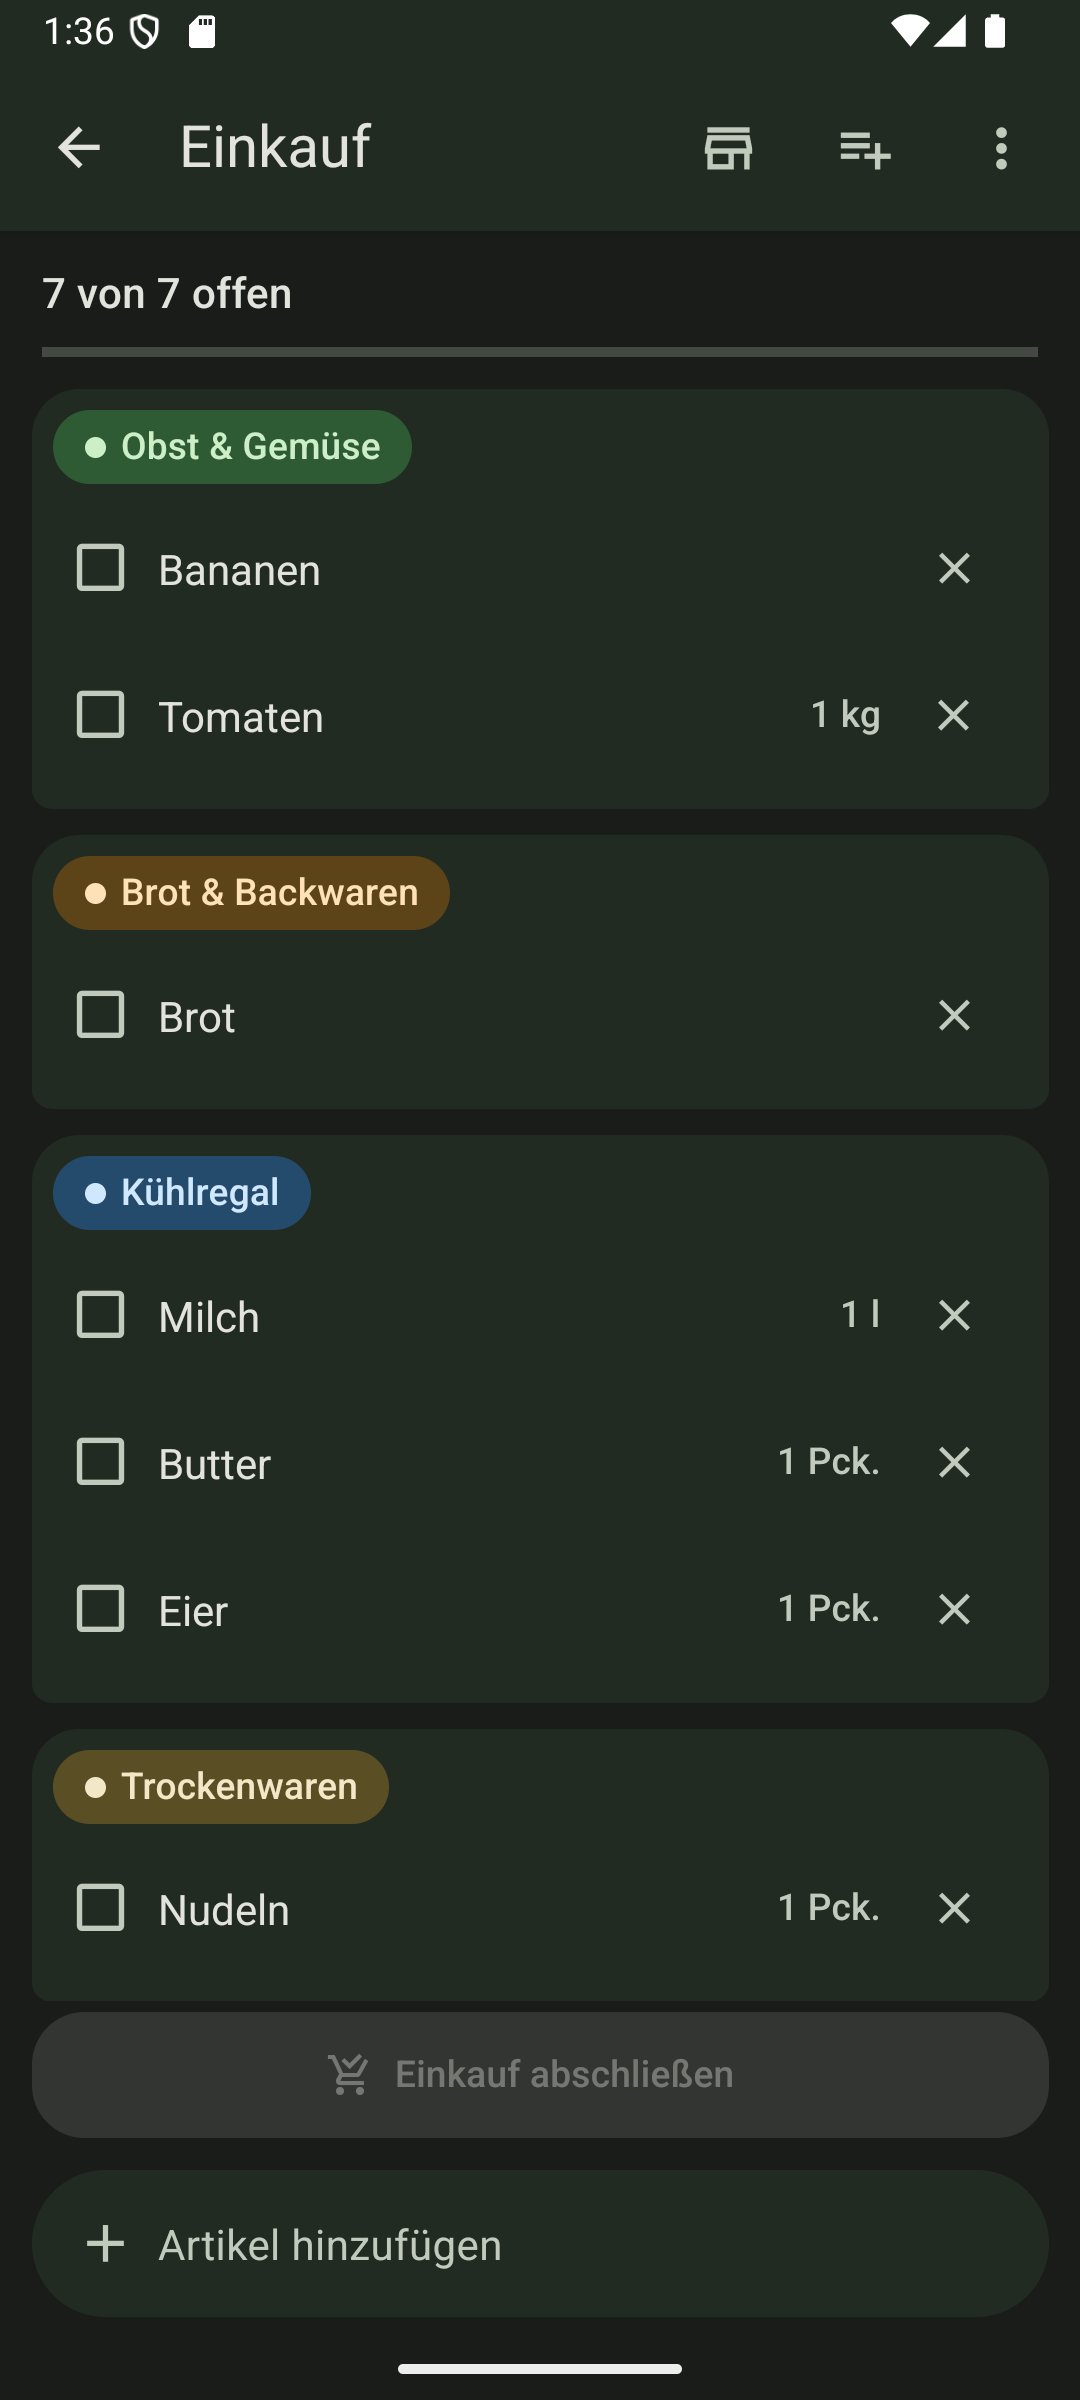 1:36
Einkauf
7 von 7 offen
Obst & Gemüse
Bananen
Tomaten 1 kg
Brot & Backwaren
Brot
Kühlregal
Milch 1 l
Butter 1 Pck.
Eier 1 Pck.
Trockenwaren
Nudeln 1 Pck.
Einkauf abschließen
Artikel hinzufügen